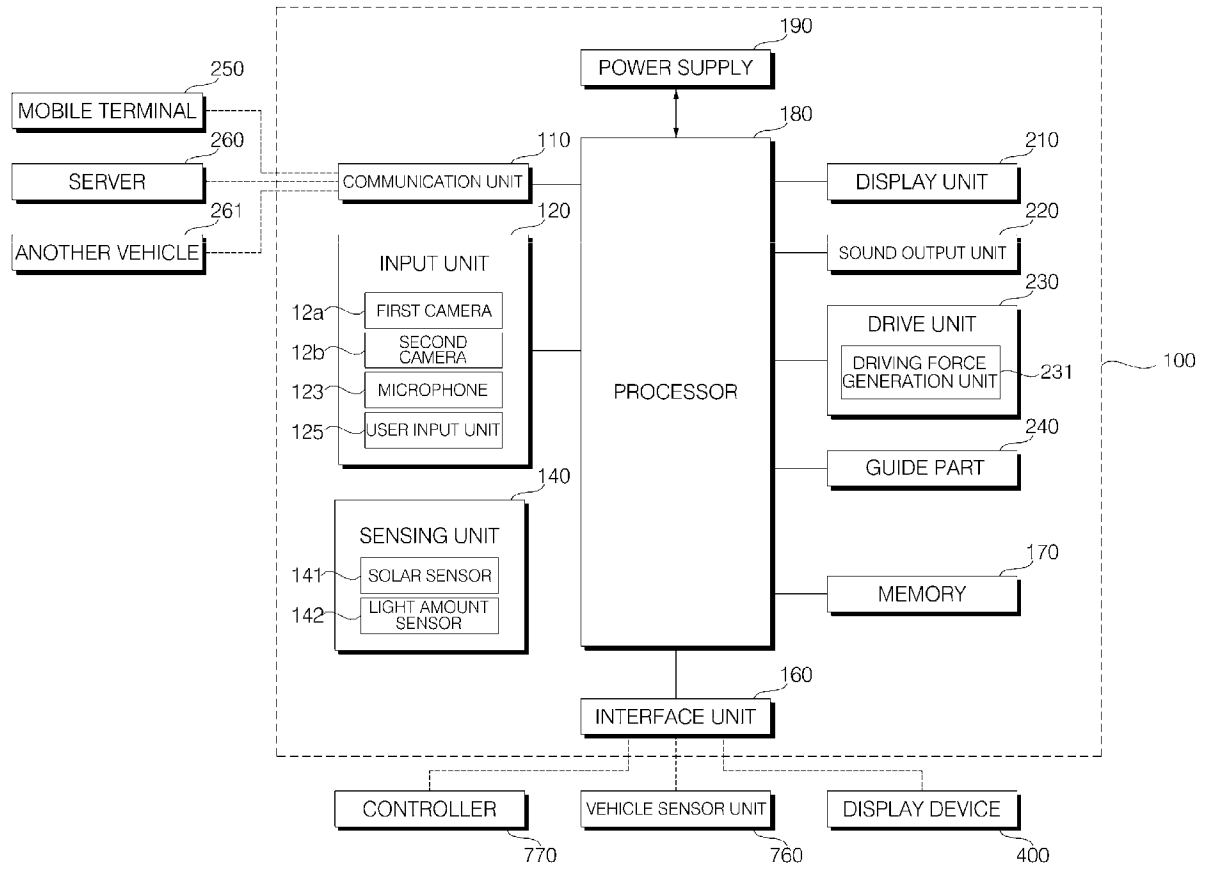 190
POWER SUPPLY
250
MOBILE TERMINAL
180
260
SERVER
110
COMMUNICATION UNIT
210
DISPLAY UNIT
261
ANOTHER VEHICLE
120
INPUT UNIT
12a
FIRST CAMERA
12b
SECOND
CAMERA
123
MICROPHONE
125
USER INPUT UNIT
220
SOUND OUTPUT UNIT
230
DRIVE UNIT
DRIVING FORCE
GENERATION UNIT
231
100
PROCESSOR
240
GUIDE PART
140
SENSING UNIT
141
SOLAR SENSOR
142
LIGHT AMOUNT
SENSOR
170
MEMORY
160
INTERFACE UNIT
CONTROLLER
770
VEHICLE SENSOR UNIT
760
DISPLAY DEVICE
400